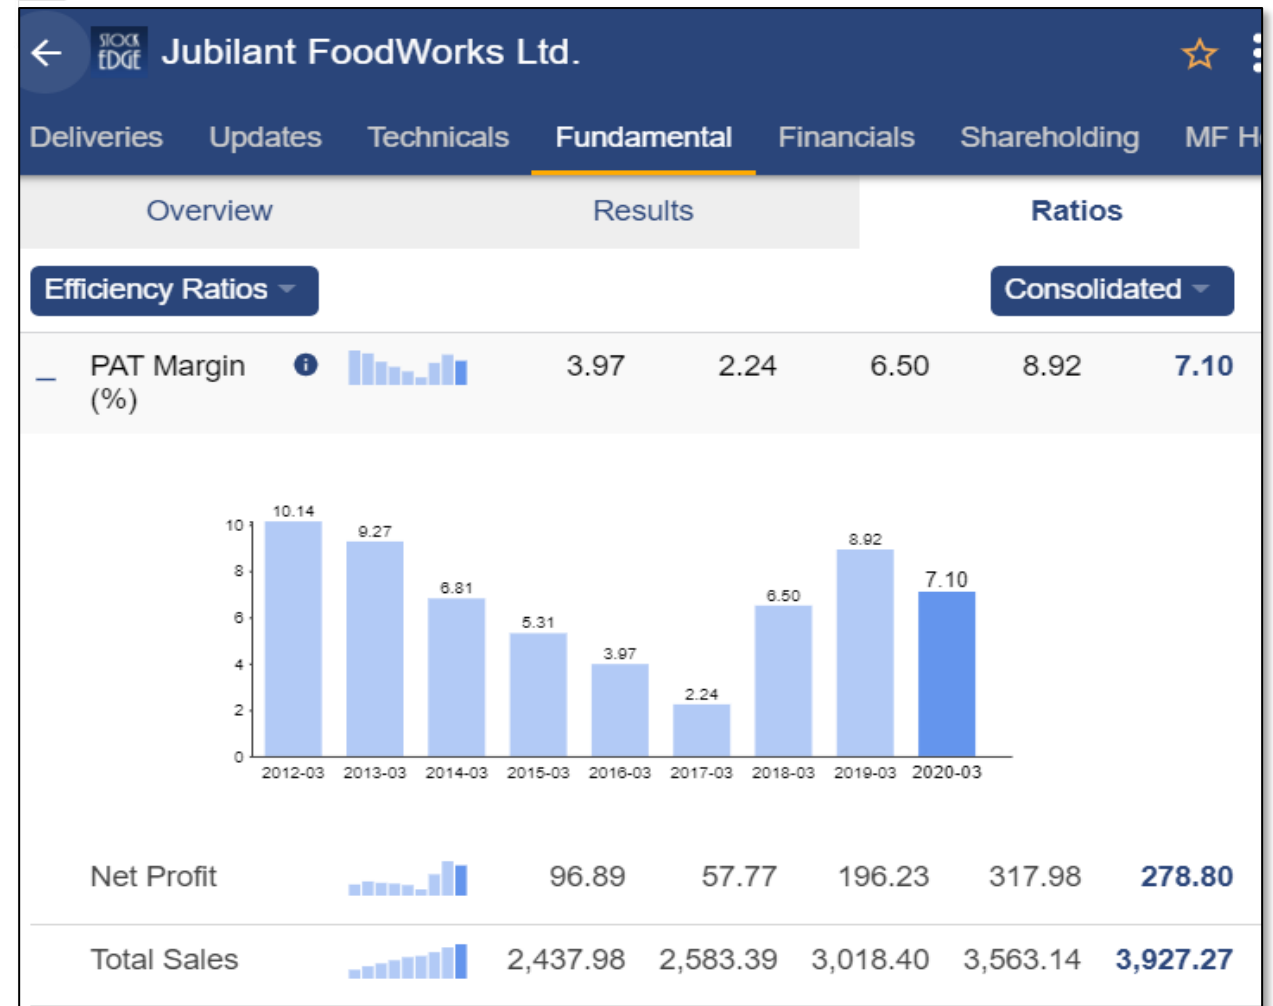 STOCK EDGE Jubilant FoodWorks Ltd.
Deliveries Updates Technicals Fundamental Financials Shareholding MF H
Overview Results Ratios
Efficiency Ratios Consolidated
PAT Margin (%) 3.97 2.24 6.50 8.92 7.10
10.14 9.27 6.81 5.31 3.97 2.24 6.50 8.92 7.10
10
8
6
4
2
0
2012-03 2013-03 2014-03 2015-03 2016-03 2017-03 2018-03 2019-03 2020-03
Net Profit 96.89 57.77 196.23 317.98 278.80
Total Sales 2,437.98 2,583.39 3,018.40 3,563.14 3,927.27